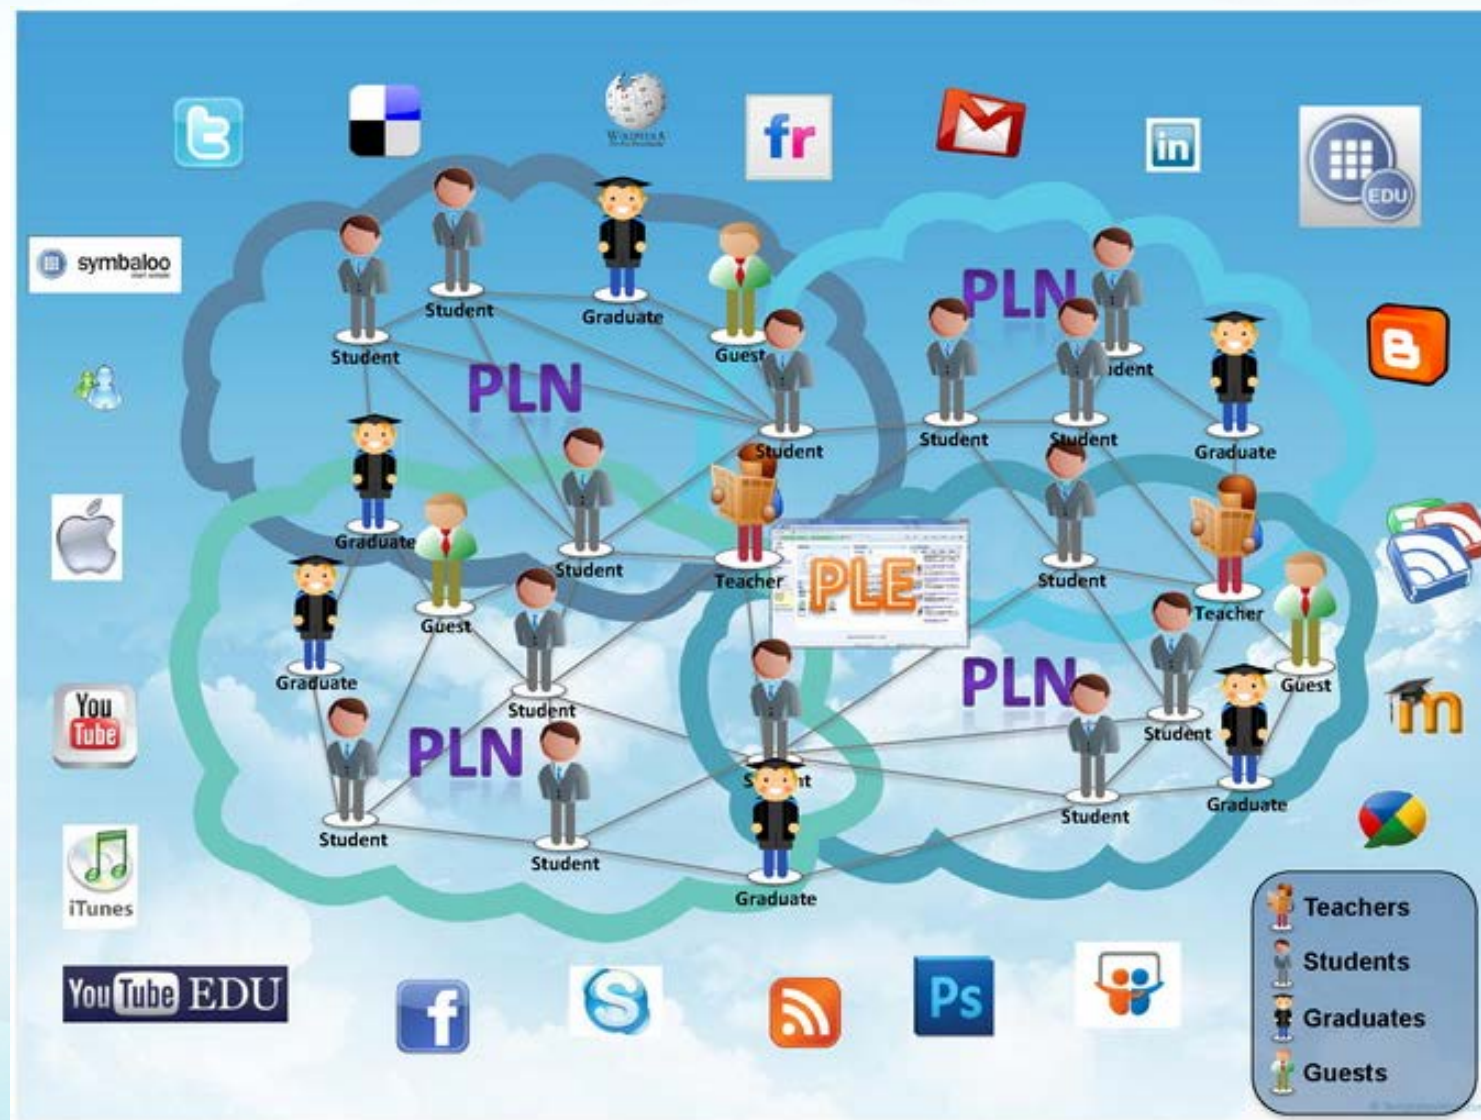 t
WIKIPEDIA
fr
in
EDU
symbaloo
PLN
PLN
Student
Graduate
Student
Guest
Student
Student
Student
Graduate
B
Graduate
Student
Teacher
PLE
Student
Teacher
Guest
Graduate
PLN
Guest
Student
Student
You
Tube
PLN
m
Student
Student
Student
Graduate
Graduate
iTunes
Teachers
Students
Graduates
Guests
You Tube EDU
f
S
Ps